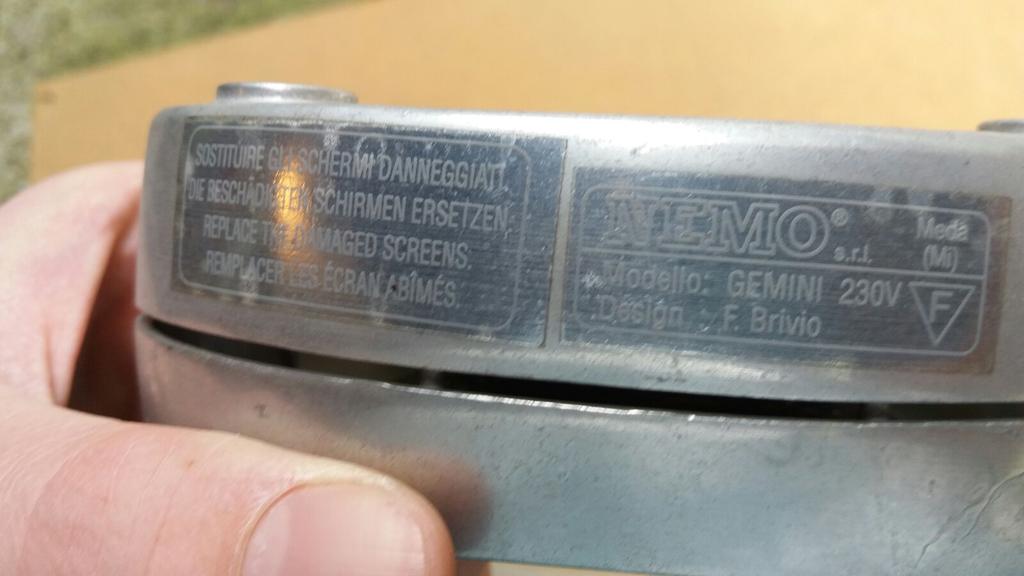 SOSTITUIRE GLI SCHERMI DANNEGGIATI,
DIE BESCHÄDIGTEN SCHIRMEN ERSETZEN,
REPLACE THE DAMAGED SCREENS.
REMPLACER LES ÉCRAN ABÎMÉS.
NEMO® s.r.l.
Meda
(Mi)
Modello: GEMINI 230V
Design F. Brivio
F